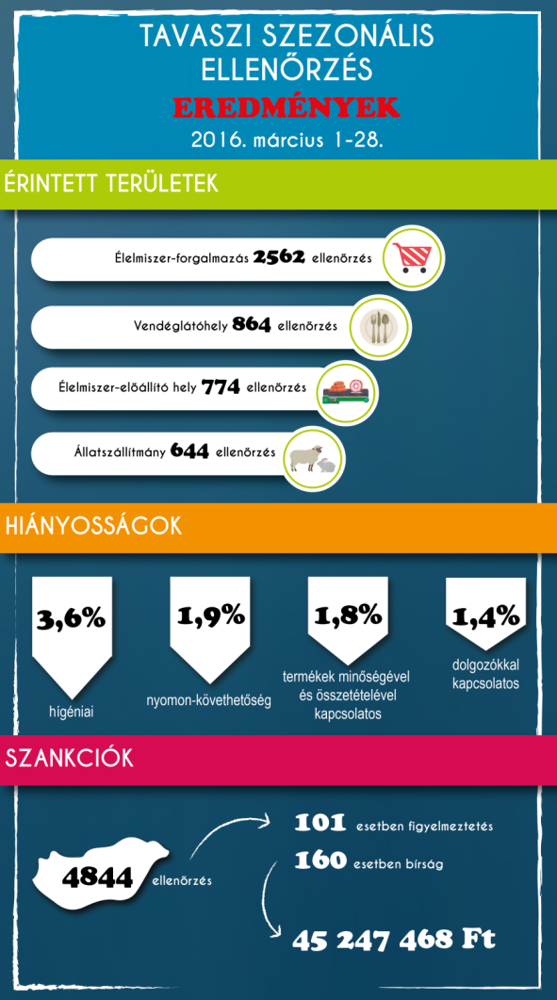 TAVASZI SZEZONÁLIS
ELLENŐRZÉS
EREDMÉNYEK
2016. március 1-28.
ÉRINTETT TERÜLETEK
Élelmiszer-forgalmazás 2562 ellenőrzés
Vendéglátóhely 864 ellenőrzés
Élelmiszer-előállító hely 774 ellenőrzés
Állatszállítmány 644 ellenőrzés
HIÁNYOSSÁGOK
3,6%
hígéniai
1,9%
nyomon-követhetőség
1,8%
termékek minőségével
és összetételével
kapcsolatos
1,4%
dolgozókkal
kapcsolatos
SZANKCIÓK
4844 ellenőrzés
101 esetben figyelmeztetés
160 esetben bírság
45 247 468 Ft